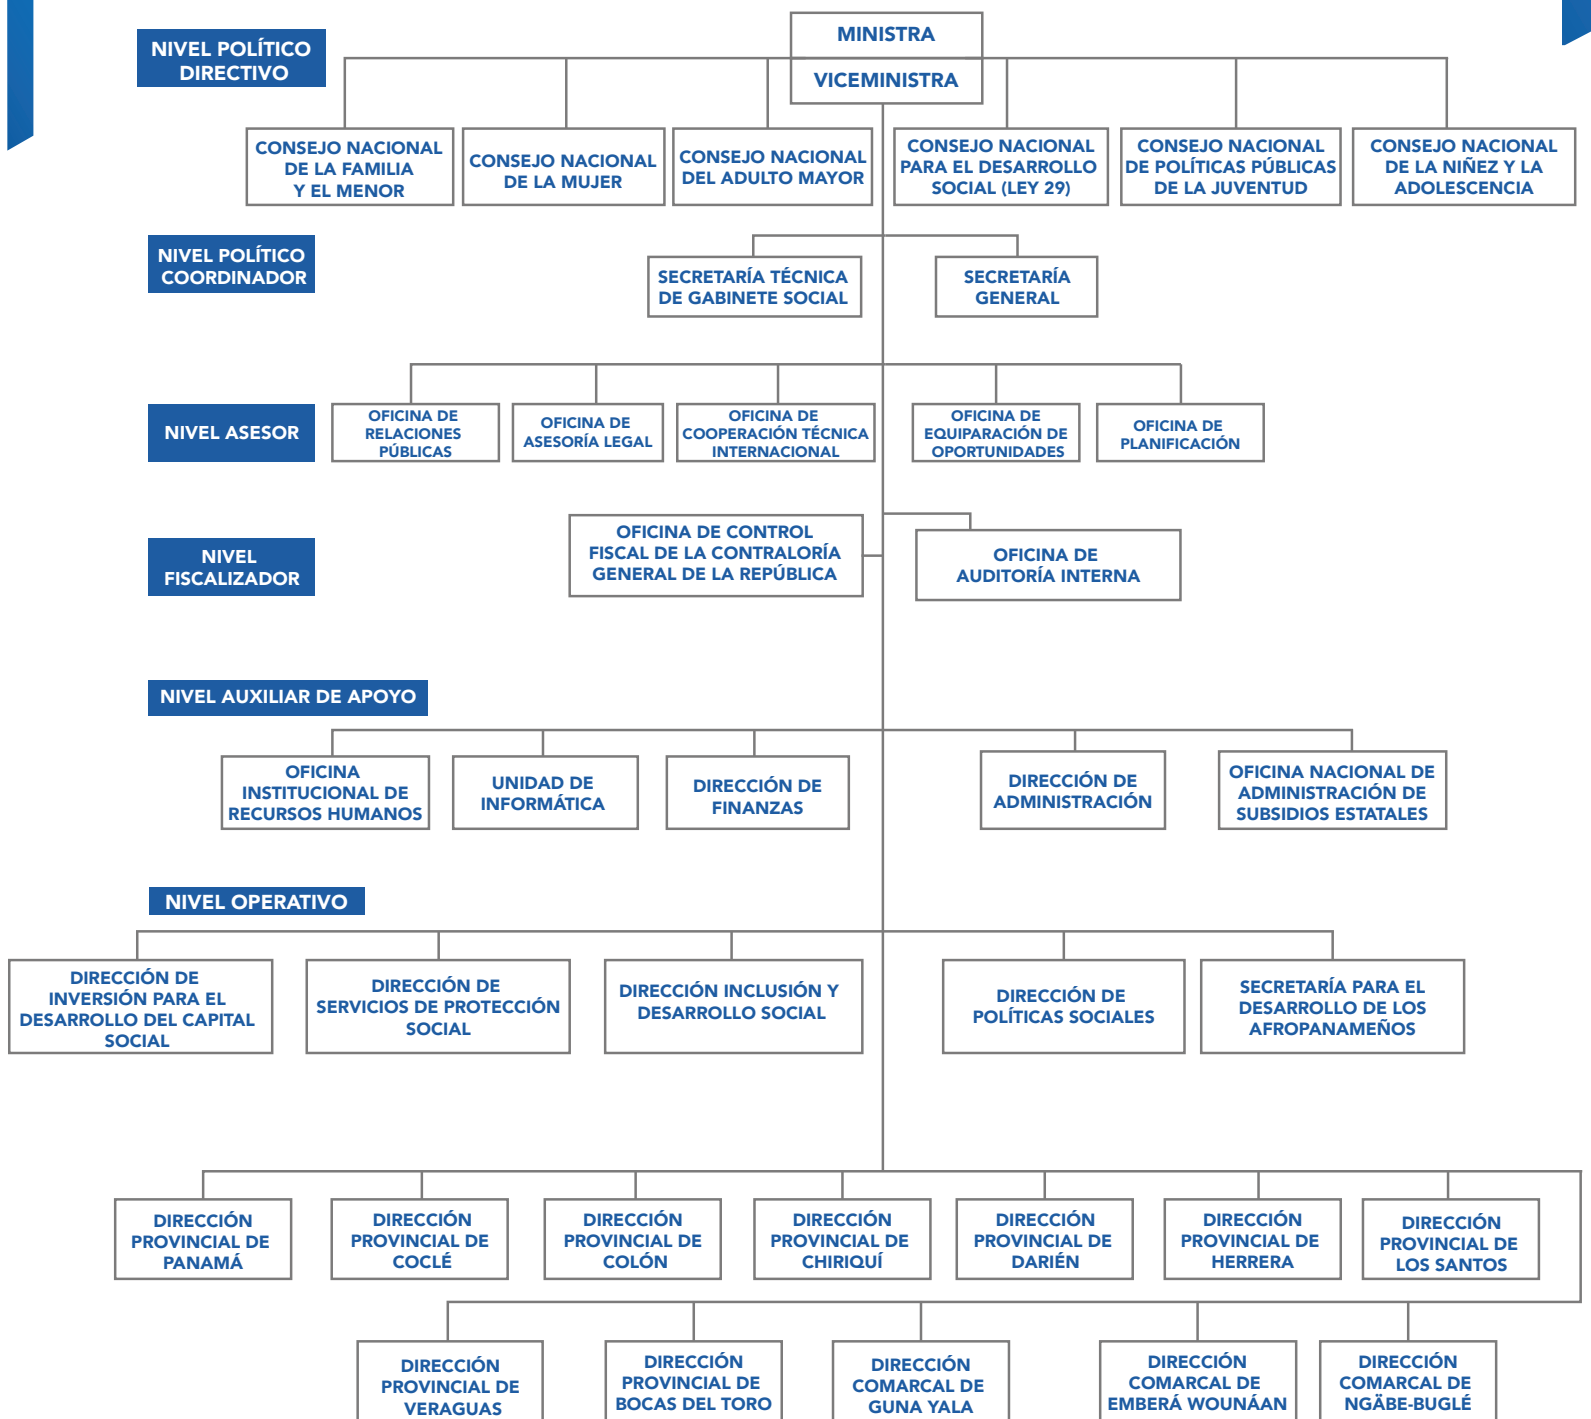 NIVEL POLÍTICO
DIRECTIVO
MINISTRA
VICEMINISTRA
CONSEJO NACIONAL
DE LA FAMILIA
Y EL MENOR
CONSEJO NACIONAL
DE LA MUJER
CONSEJO NACIONAL
DEL ADULTO MAYOR
CONSEJO NACIONAL
PARA EL DESARROLLO
SOCIAL (LEY 29)
CONSEJO NACIONAL
DE POLÍTICAS PÚBLICAS
DE LA JUVENTUD
CONSEJO NACIONAL
DE LA NIÑEZ Y LA
ADOLESCENCIA
NIVEL POLÍTICO
COORDINADOR
SECRETARÍA TÉCNICA
DE GABINETE SOCIAL
SECRETARÍA
GENERAL
NIVEL ASESOR
OFICINA DE
RELACIONES
PÚBLICAS
OFICINA DE
ASESORÍA LEGAL
OFICINA DE
COOPERACIÓN TÉCNICA
INTERNACIONAL
OFICINA DE
EQUIPARACIÓN DE
OPORTUNIDADES
OFICINA DE
PLANIFICACIÓN
NIVEL
FISCALIZADOR
OFICINA DE CONTROL
FISCAL DE LA CONTRALORÍA
GENERAL DE LA REPÚBLICA
OFICINA DE
AUDITORÍA INTERNA
NIVEL AUXILIAR DE APOYO
OFICINA
INSTITUCIONAL DE
RECURSOS HUMANOS
UNIDAD DE
INFORMÁTICA
DIRECCIÓN DE
FINANZAS
DIRECCIÓN DE
ADMINISTRACIÓN
OFICINA NACIONAL DE
ADMINISTRACIÓN DE
SUBSIDIOS ESTATALES
NIVEL OPERATIVO
DIRECCIÓN DE
INVERSIÓN PARA EL
DESARROLLO DEL CAPITAL
SOCIAL
DIRECCIÓN DE
SERVICIOS DE PROTECCIÓN
SOCIAL
DIRECCIÓN INCLUSIÓN Y
DESARROLLO SOCIAL
DIRECCIÓN DE
POLÍTICAS SOCIALES
SECRETARÍA PARA EL
DESARROLLO DE LOS
AFROPANAMEÑOS
DIRECCIÓN
PROVINCIAL DE
PANAMÁ
DIRECCIÓN
PROVINCIAL DE
COCLÉ
DIRECCIÓN
PROVINCIAL DE
COLÓN
DIRECCIÓN
PROVINCIAL DE
CHIRIQUÍ
DIRECCIÓN
PROVINCIAL DE
DARIÉN
DIRECCIÓN
PROVINCIAL DE
HERRERA
DIRECCIÓN
PROVINCIAL DE
LOS SANTOS
DIRECCIÓN
PROVINCIAL DE
VERAGUAS
DIRECCIÓN
PROVINCIAL DE
BOCAS DEL TORO
DIRECCIÓN
COMARCAL DE
GUNA YALA
DIRECCIÓN
COMARCAL DE
EMBERÁ WOUNÁAN
DIRECCIÓN
COMARCAL DE
NGÄBE-BUGLÉ